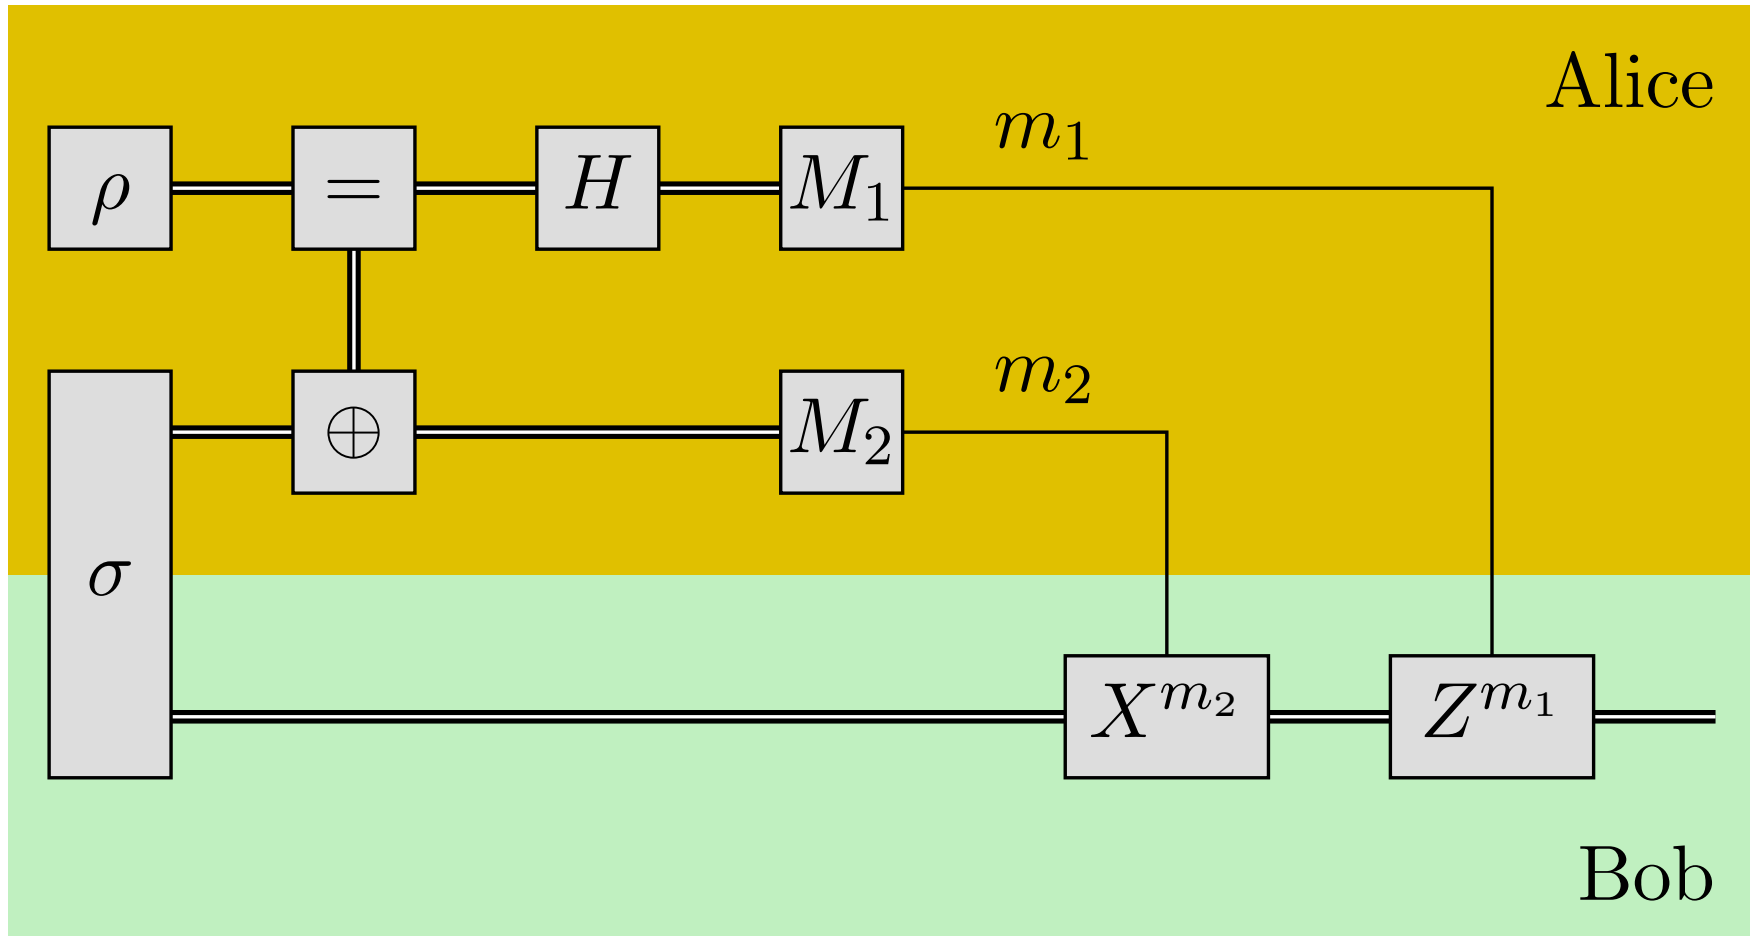 Alice
m₁
ρ = H M₁
m₂
⊕ M₂
σ
X^{m₂} Z^{m₁}
Bob